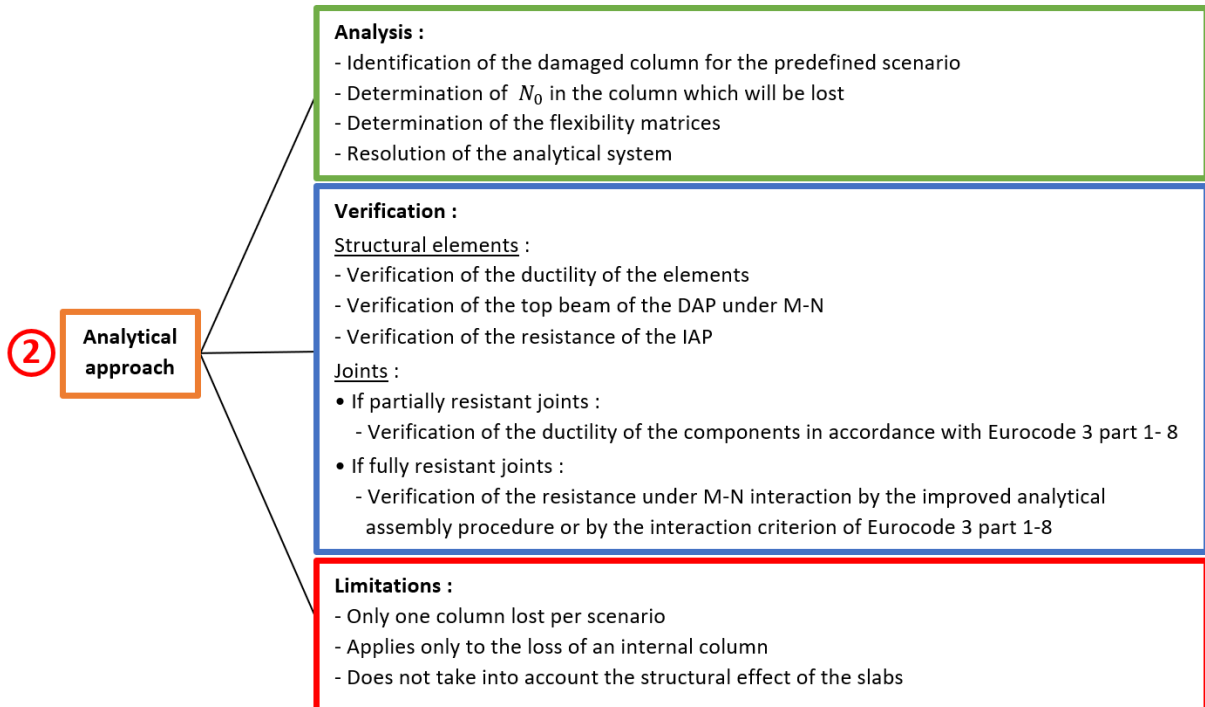 Analysis :
- Identification of the damaged column for the predefined scenario
- Determination of N₀ in the column which will be lost
- Determination of the flexibility matrices
- Resolution of the analytical system
Verification :
Structural elements :
- Verification of the ductility of the elements
- Verification of the top beam of the DAP under M-N
- Verification of the resistance of the IAP
Joints :
• If partially resistant joints :
- Verification of the ductility of the components in accordance with Eurocode 3 part 1- 8
• If fully resistant joints :
- Verification of the resistance under M-N interaction by the improved analytical
assembly procedure or by the interaction criterion of Eurocode 3 part 1-8
2
Analytical
approach
Limitations :
- Only one column lost per scenario
- Applies only to the loss of an internal column
- Does not take into account the structural effect of the slabs